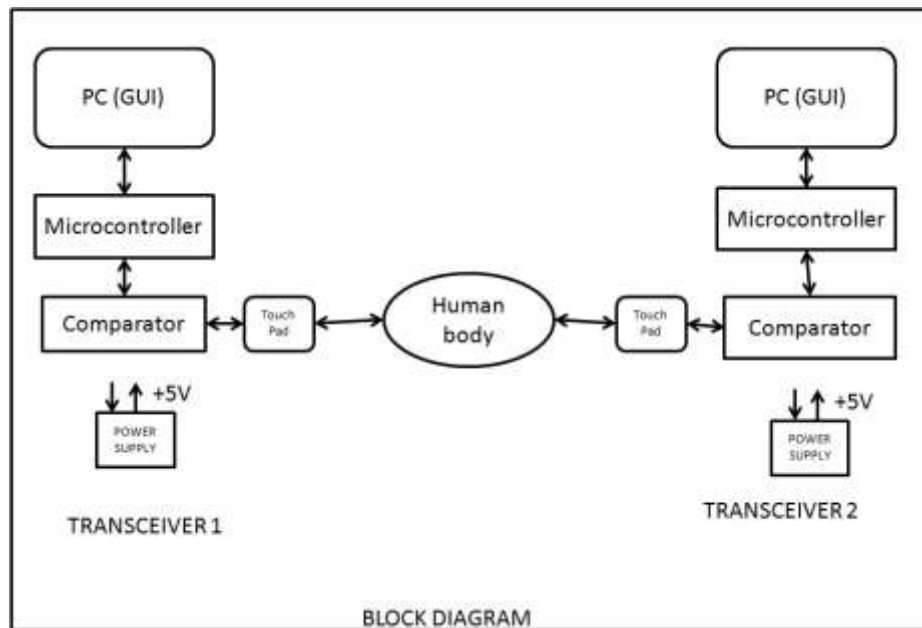 PC (GUI)
Microcontroller
Comparator
Touch
Pad
+5V
POWER
SUPPLY
TRANSCEIVER 1
Human
body
PC (GUI)
Microcontroller
Touch
Pad
Comparator
+5V
POWER
SUPPLY
TRANSCEIVER 2
BLOCK DIAGRAM